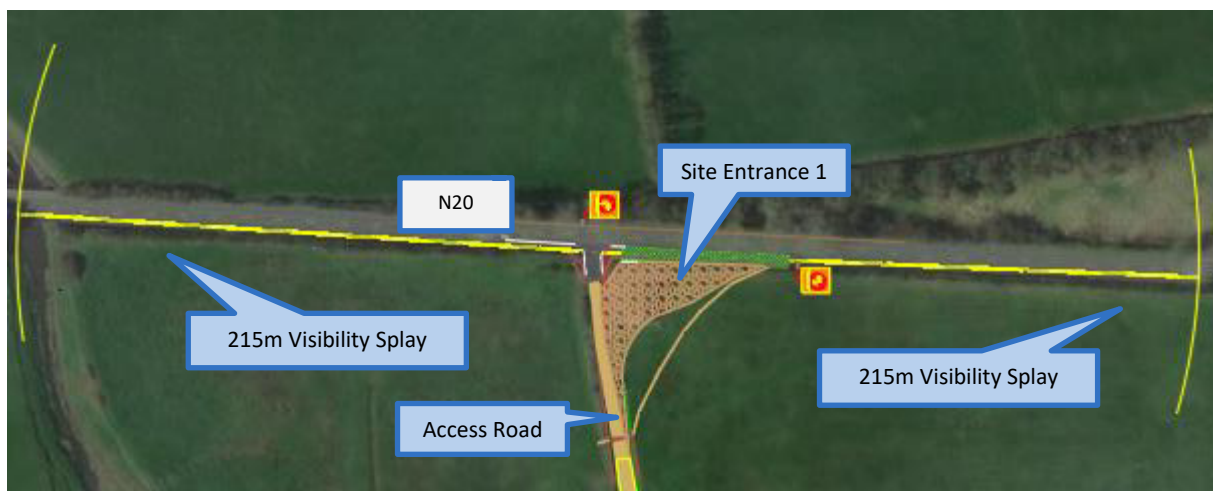 Site Entrance 1
N20
215m Visibility Splay
215m Visibility Splay
Access Road